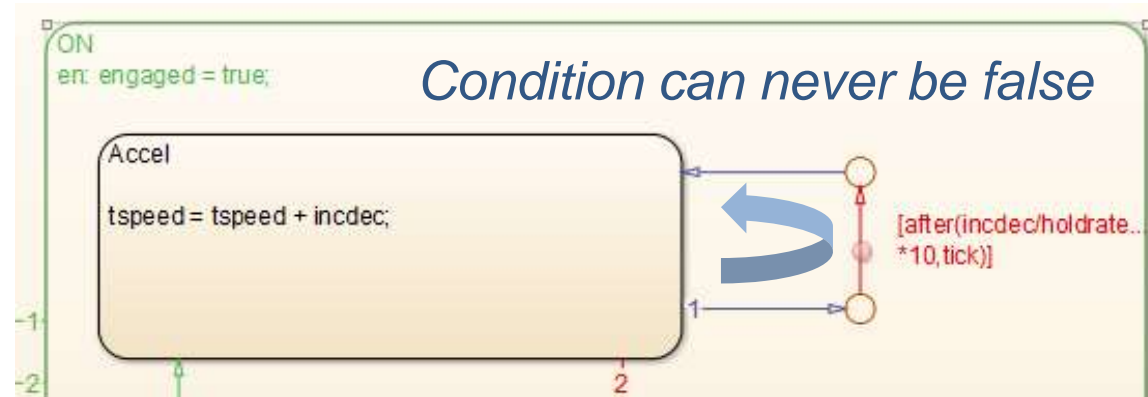 ON
en: engaged = true;
Condition can never be false
Accel
tspeed = tspeed + incdec;
[after(incdec/holdrate...
*10,tick)]
1
1
2
2